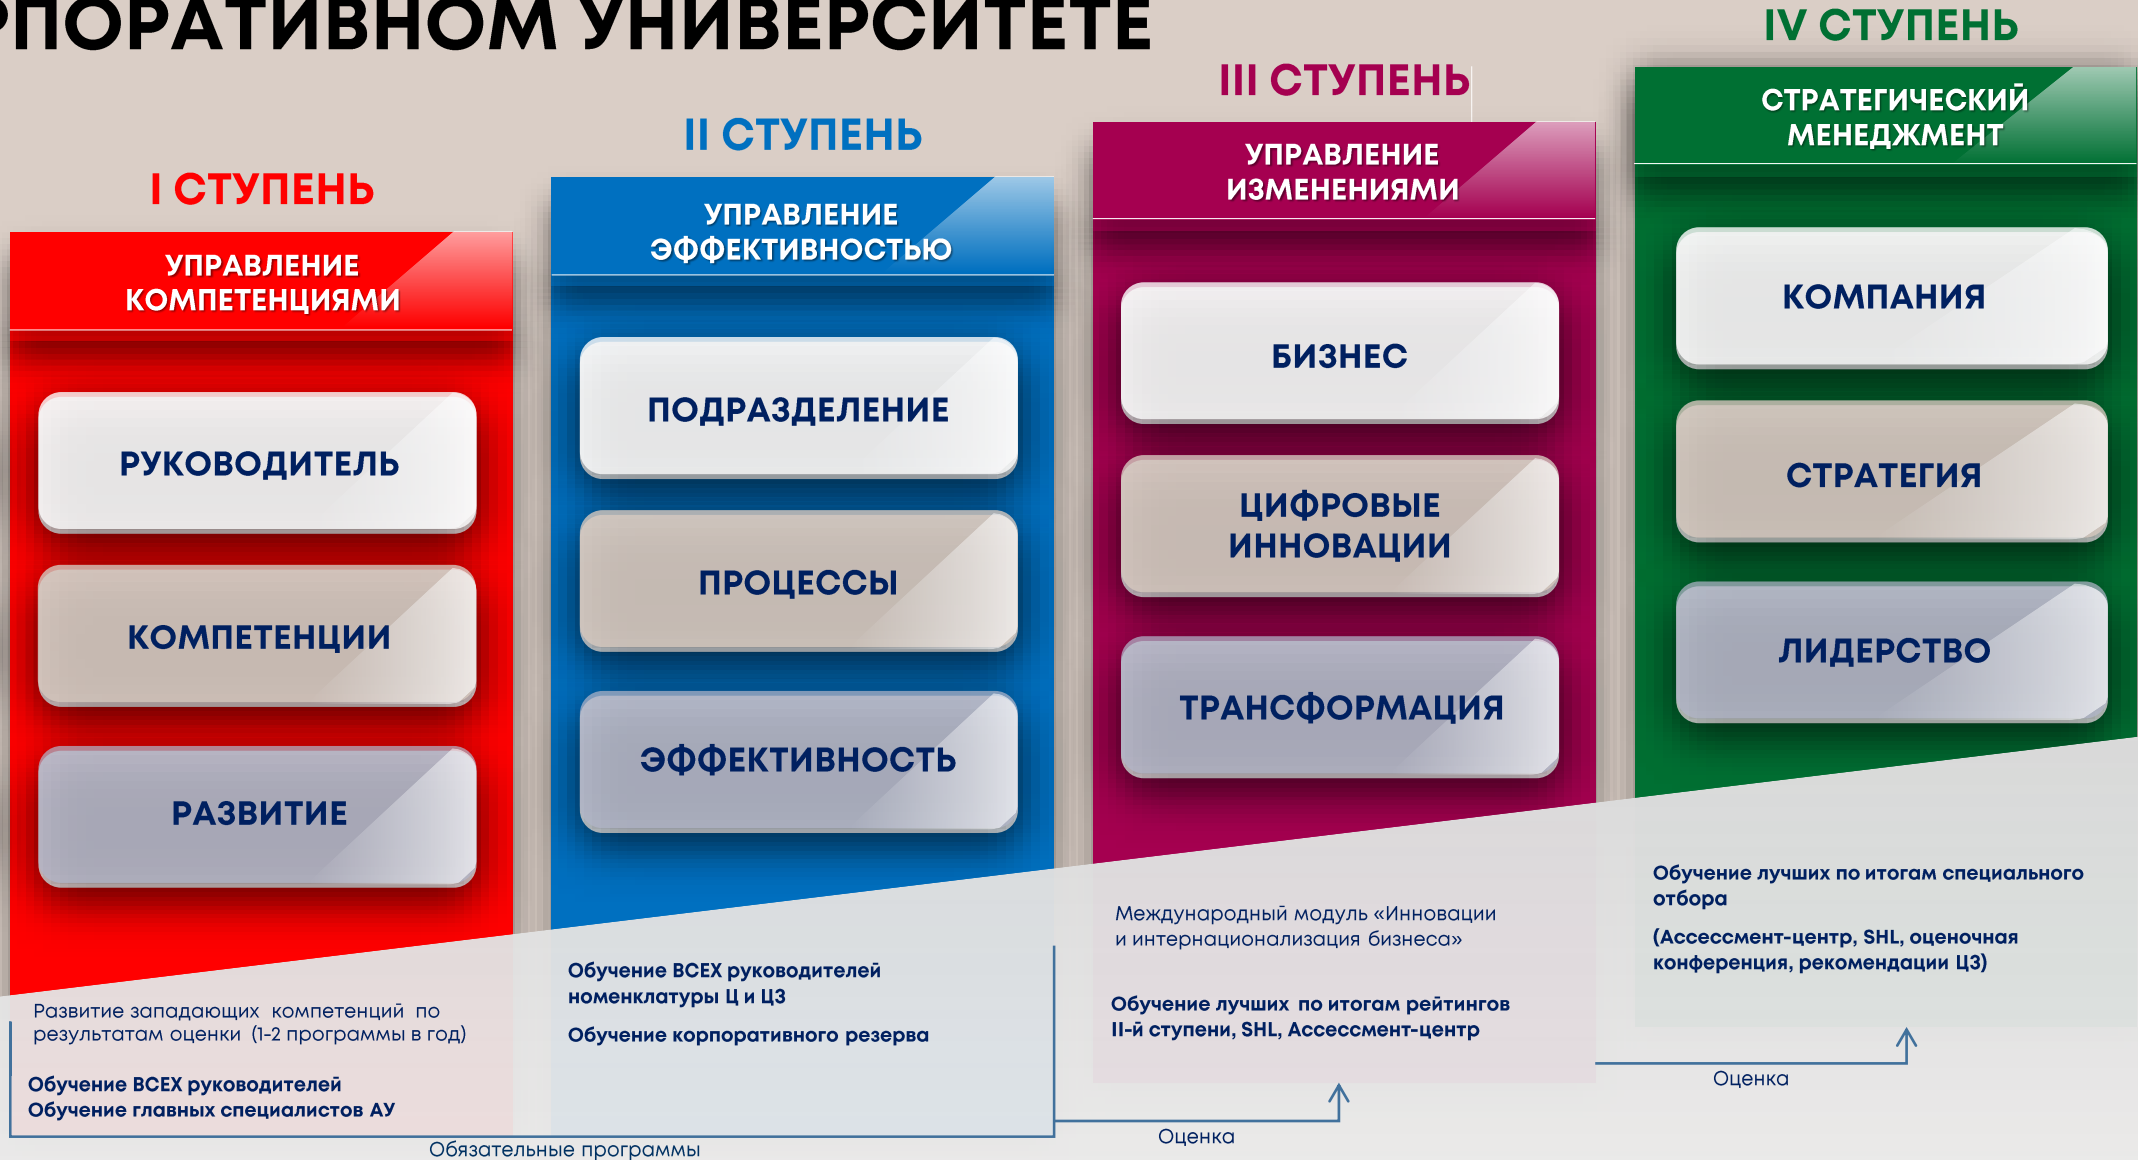 РПОРАТИВНОМ УНИВЕРСИТЕТЕ
I СТУПЕНЬ
УПРАВЛЕНИЕ
КОМПЕТЕНЦИЯМИ
РУКОВОДИТЕЛЬ
КОМПЕТЕНЦИИ
РАЗВИТИЕ
Развитие западающих компетенций по
результатам оценки (1-2 программы в год)
Обучение ВСЕХ руководителей
Обучение главных специалистов АУ
II СТУПЕНЬ
УПРАВЛЕНИЕ
ЭФФЕКТИВНОСТЬЮ
ПОДРАЗДЕЛЕНИЕ
ПРОЦЕССЫ
ЭФФЕКТИВНОСТЬ
Обучение ВСЕХ руководителей
номенклатуры Ц и ЦЗ
Обучение корпоративного резерва
Обязательные программы
III СТУПЕНЬ
УПРАВЛЕНИЕ
ИЗМЕНЕНИЯМИ
БИЗНЕС
ЦИФРОВЫЕ
ИННОВАЦИИ
ТРАНСФОРМАЦИЯ
Международный модуль «Инновации
и интернационализация бизнеса»
Обучение лучших по итогам рейтингов
II-й ступени, SHL, Ассессмент-центр
Оценка
IV СТУПЕНЬ
СТРАТЕГИЧЕСКИЙ
МЕНЕДЖМЕНТ
КОМПАНИЯ
СТРАТЕГИЯ
ЛИДЕРСТВО
Обучение лучших по итогам специального
отбора
(Ассессмент-центр, SHL, оценочная
конференция, рекомендации ЦЗ)
Оценка